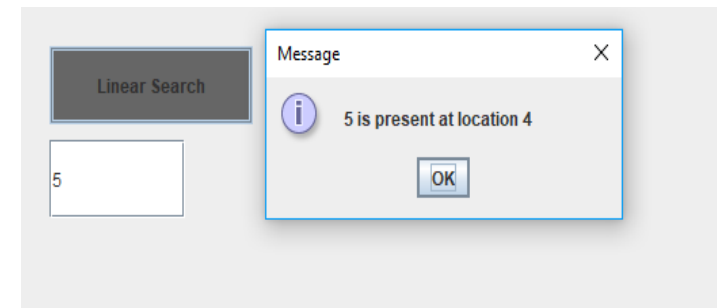 Linear Search
5
Message
i
5 is present at location 4
OK